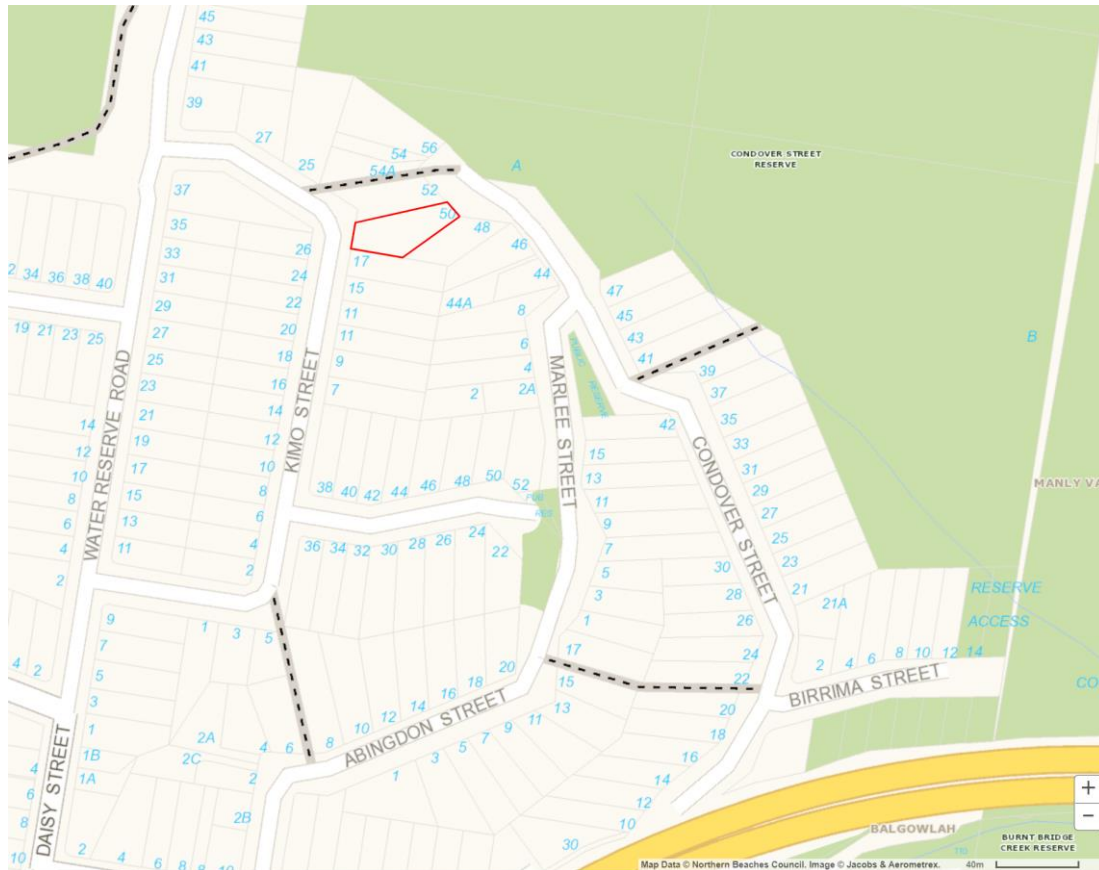 45
43
41
39
27
25
54A
54
56
52
50
48
46
44
44A
A
CONDOVER STREET
RESERVE
37
35
33
31
29
27
25
23
21
19
17
15
13
11
26
24
22
20
18
16
14
12
10
8
6
4
2
17
15
11
11
9
7
2 34 36 38 40
19 21 23 25
14
12
10
8
6
4
2
WATER RESERVE ROAD
KIMO STREET
8
6
4
2A
2
MARLEE STREET
PUBLIC
RESERVE
47
45
43
41
39
37
35
33
31
29
27
25
23
21
21A
B
MANLY VA
42
CONDOVER STREET
15
13
11
9
7
5
3
1
17
15
13
11
9
7
5
3
1
30
28
26
24
22
20
18
16
14
12
10
30
38 40 42 44 46 48 50 52
PUB
RES
36 34 32 30 28 26 24 22
9
7
5
3
1
1B
1A
1 3 5
4 2
2A
2C
4 6
2
2B
8 10 12 14 16 18 20
ABINGDON STREET
RESERVE
ACCESS
2 4 6 8 10 12 14
BIRRIMA STREET
CO
DAISY STREET
4
6
8
10
2 4 6 8 8 10
BALGOWLAH
BURNT BRIDGE
CREEK RESERVE
+
−
Map Data © Northern Beaches Council. Image © Jacobs & Aerometrex.
40m